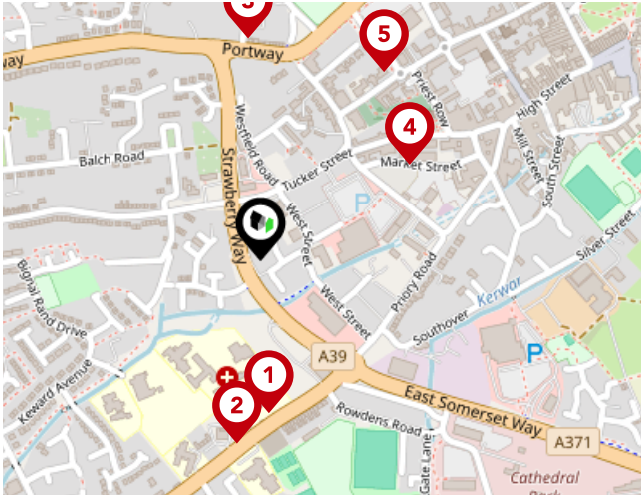 3
way
Portway
5
Priest Row
High Street
Westfield Road
4
Balch Road
Tucker Street
Market Street
Mill Street
South Street
Strawberry Way
P
West Street
Silver Street
Bignal Rand Drive
Priory Road
Kerwar
West Street
Southover
P
A39
Keward Avenue
1
2
East Somerset Way
Rowdens Road
A371
Gate Lane
Cathedral
Park